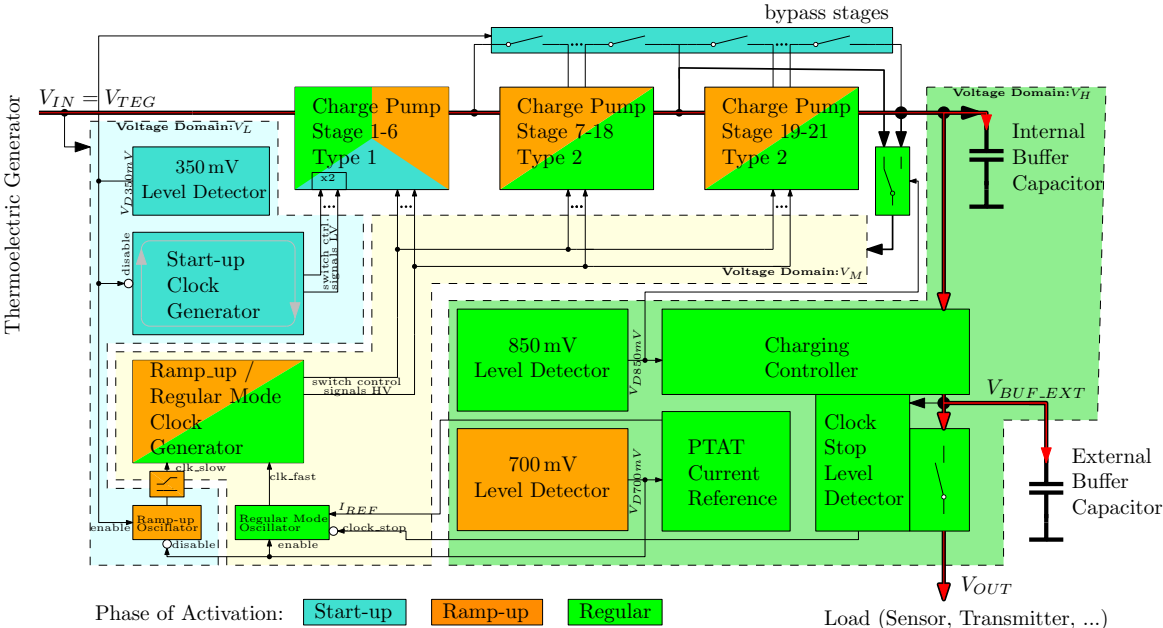 bypass stages
V_IN = V_TEG
Thermoelectric Generator
Voltage Domain:V_L
Charge Pump
Stage 1-6
Type 1
x2
Charge Pump
Stage 7-18
Type 2
Charge Pump
Stage 19-21
Type 2
...
...
...
...
...
...
Voltage Domain:V_H
Internal
Buffer
Capacitor
V_D350mV
350 mV
Level Detector
disable
Start-up
Clock
Generator
switch ctrl.
signals LV
Voltage Domain:V_M
Ramp_up /
Regular Mode
Clock
Generator
switch control
signals HV
850 mV
Level Detector
V_D850mV
Charging
Controller
V_BUF_EXT
Clock
Stop
Level
Detector
700 mV
Level Detector
V_D700mV
PTAT
Current
Reference
External
Buffer
Capacitor
clk_slow
clk_fast
enable
Ramp-up
Oscillator
disable
Regular Mode
Oscillator
enable
I_REF
clock_stop
V_OUT
Load (Sensor, Transmitter, ...)
Phase of Activation:
Start-up
Ramp-up
Regular